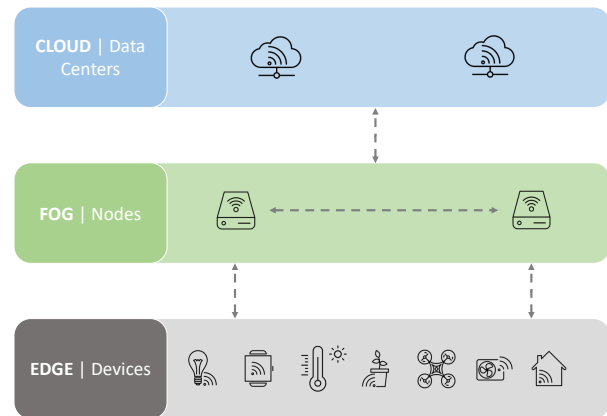 CLOUD | Data
Centers
FOG | Nodes
EDGE | Devices